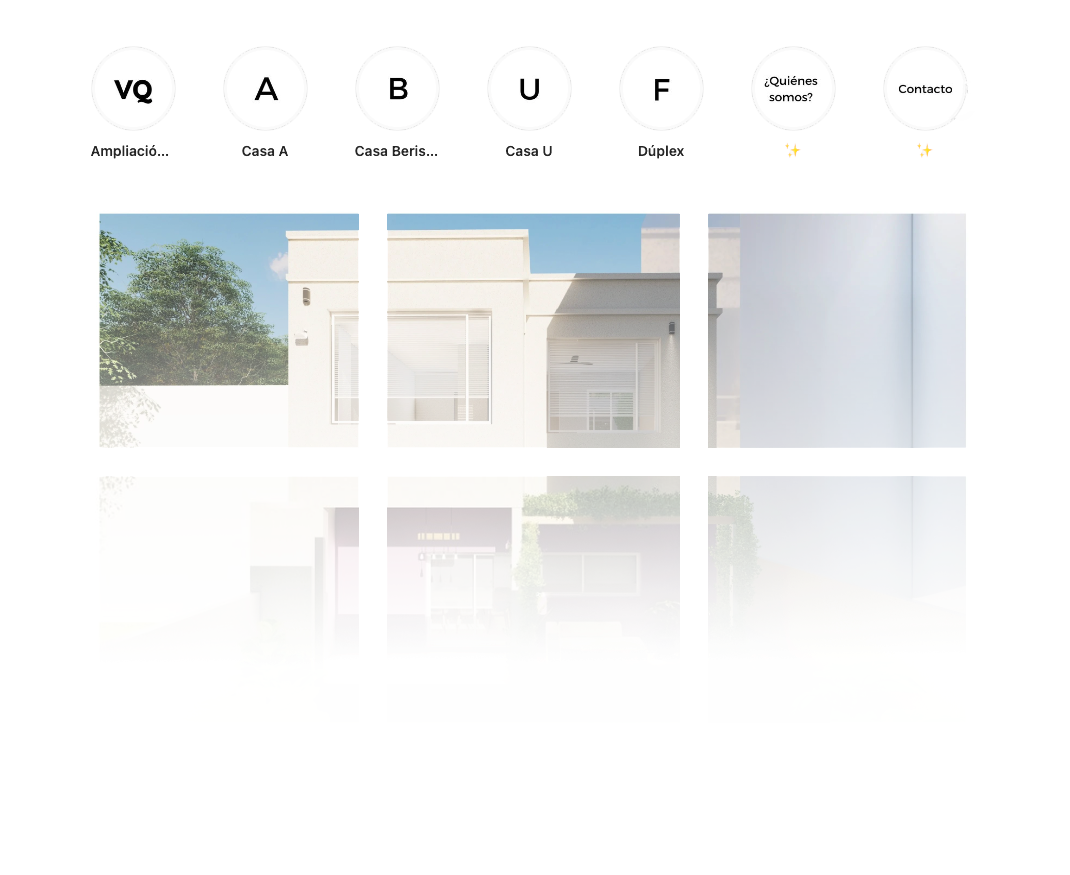 VQ
A
B
U
F
¿Quiénes
somos?
Contacto
Ampliació...
Casa A
Casa Beris...
Casa U
Dúplex